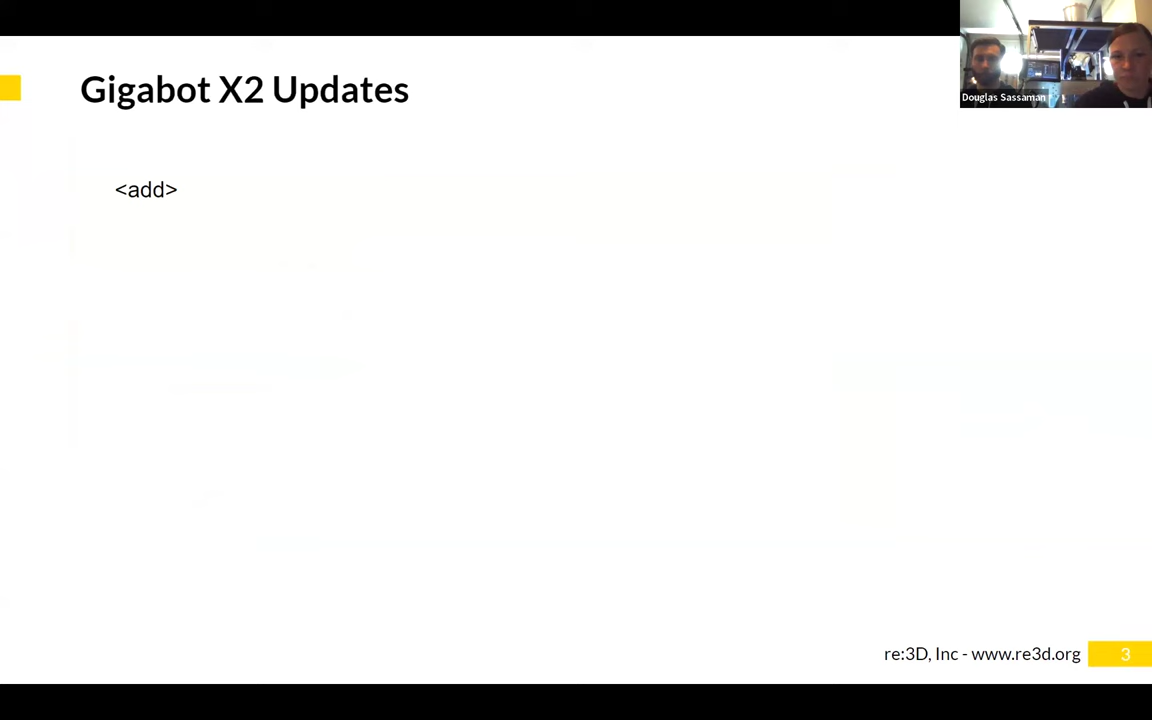 Gigabot X2 Updates
Douglas Sassaman
<add>
re:3D, Inc - www.re3d.org
3